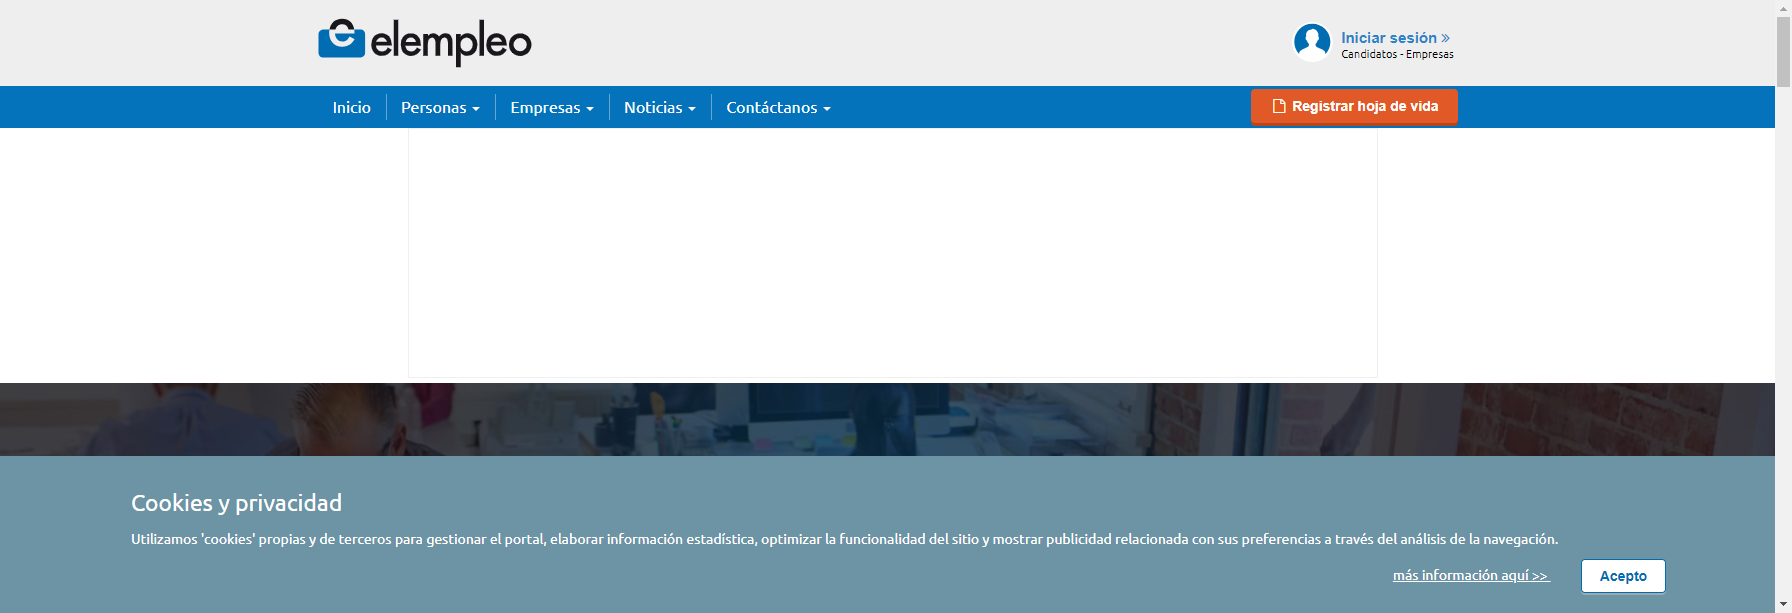 elempleo
Iniciar sesión »
Candidatos - Empresas
Inicio Personas Empresas Noticias Contáctanos Registrar hoja de vida
Cookies y privacidad
Utilizamos 'cookies' propias y de terceros para gestionar el portal, elaborar información estadística, optimizar la funcionalidad del sitio y mostrar publicidad relacionada con sus preferencias a través del análisis de la navegación.
más información aquí >> Acepto